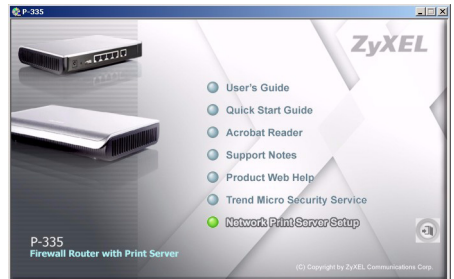 P-335
ZyXEL
User's Guide
Quick Start Guide
Acrobat Reader
Support Notes
Product Web Help
Trend Micro Security Service
Network Print Server Setup
P-335
Firewall Router with Print Server
(C) Copyright by ZyXEL Communications Corp.